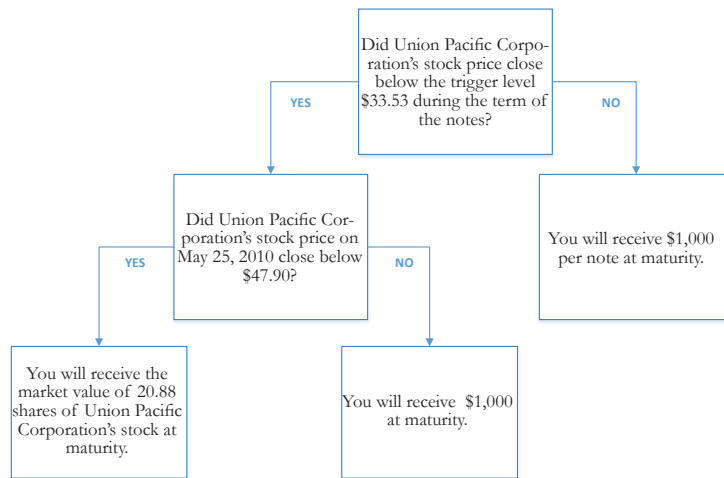 Did Union Pacific Corpo-
ration's stock price close
below the trigger level
$33.53 during the term of
the notes?
YES
NO
Did Union Pacific Cor-
poration's stock price on
May 25, 2010 close below
$47.90?
You will receive $1,000
per note at maturity.
YES
NO
You will receive the
market value of 20.88
shares of Union Pacific
Corporation's stock at
maturity.
You will receive $1,000
at maturity.